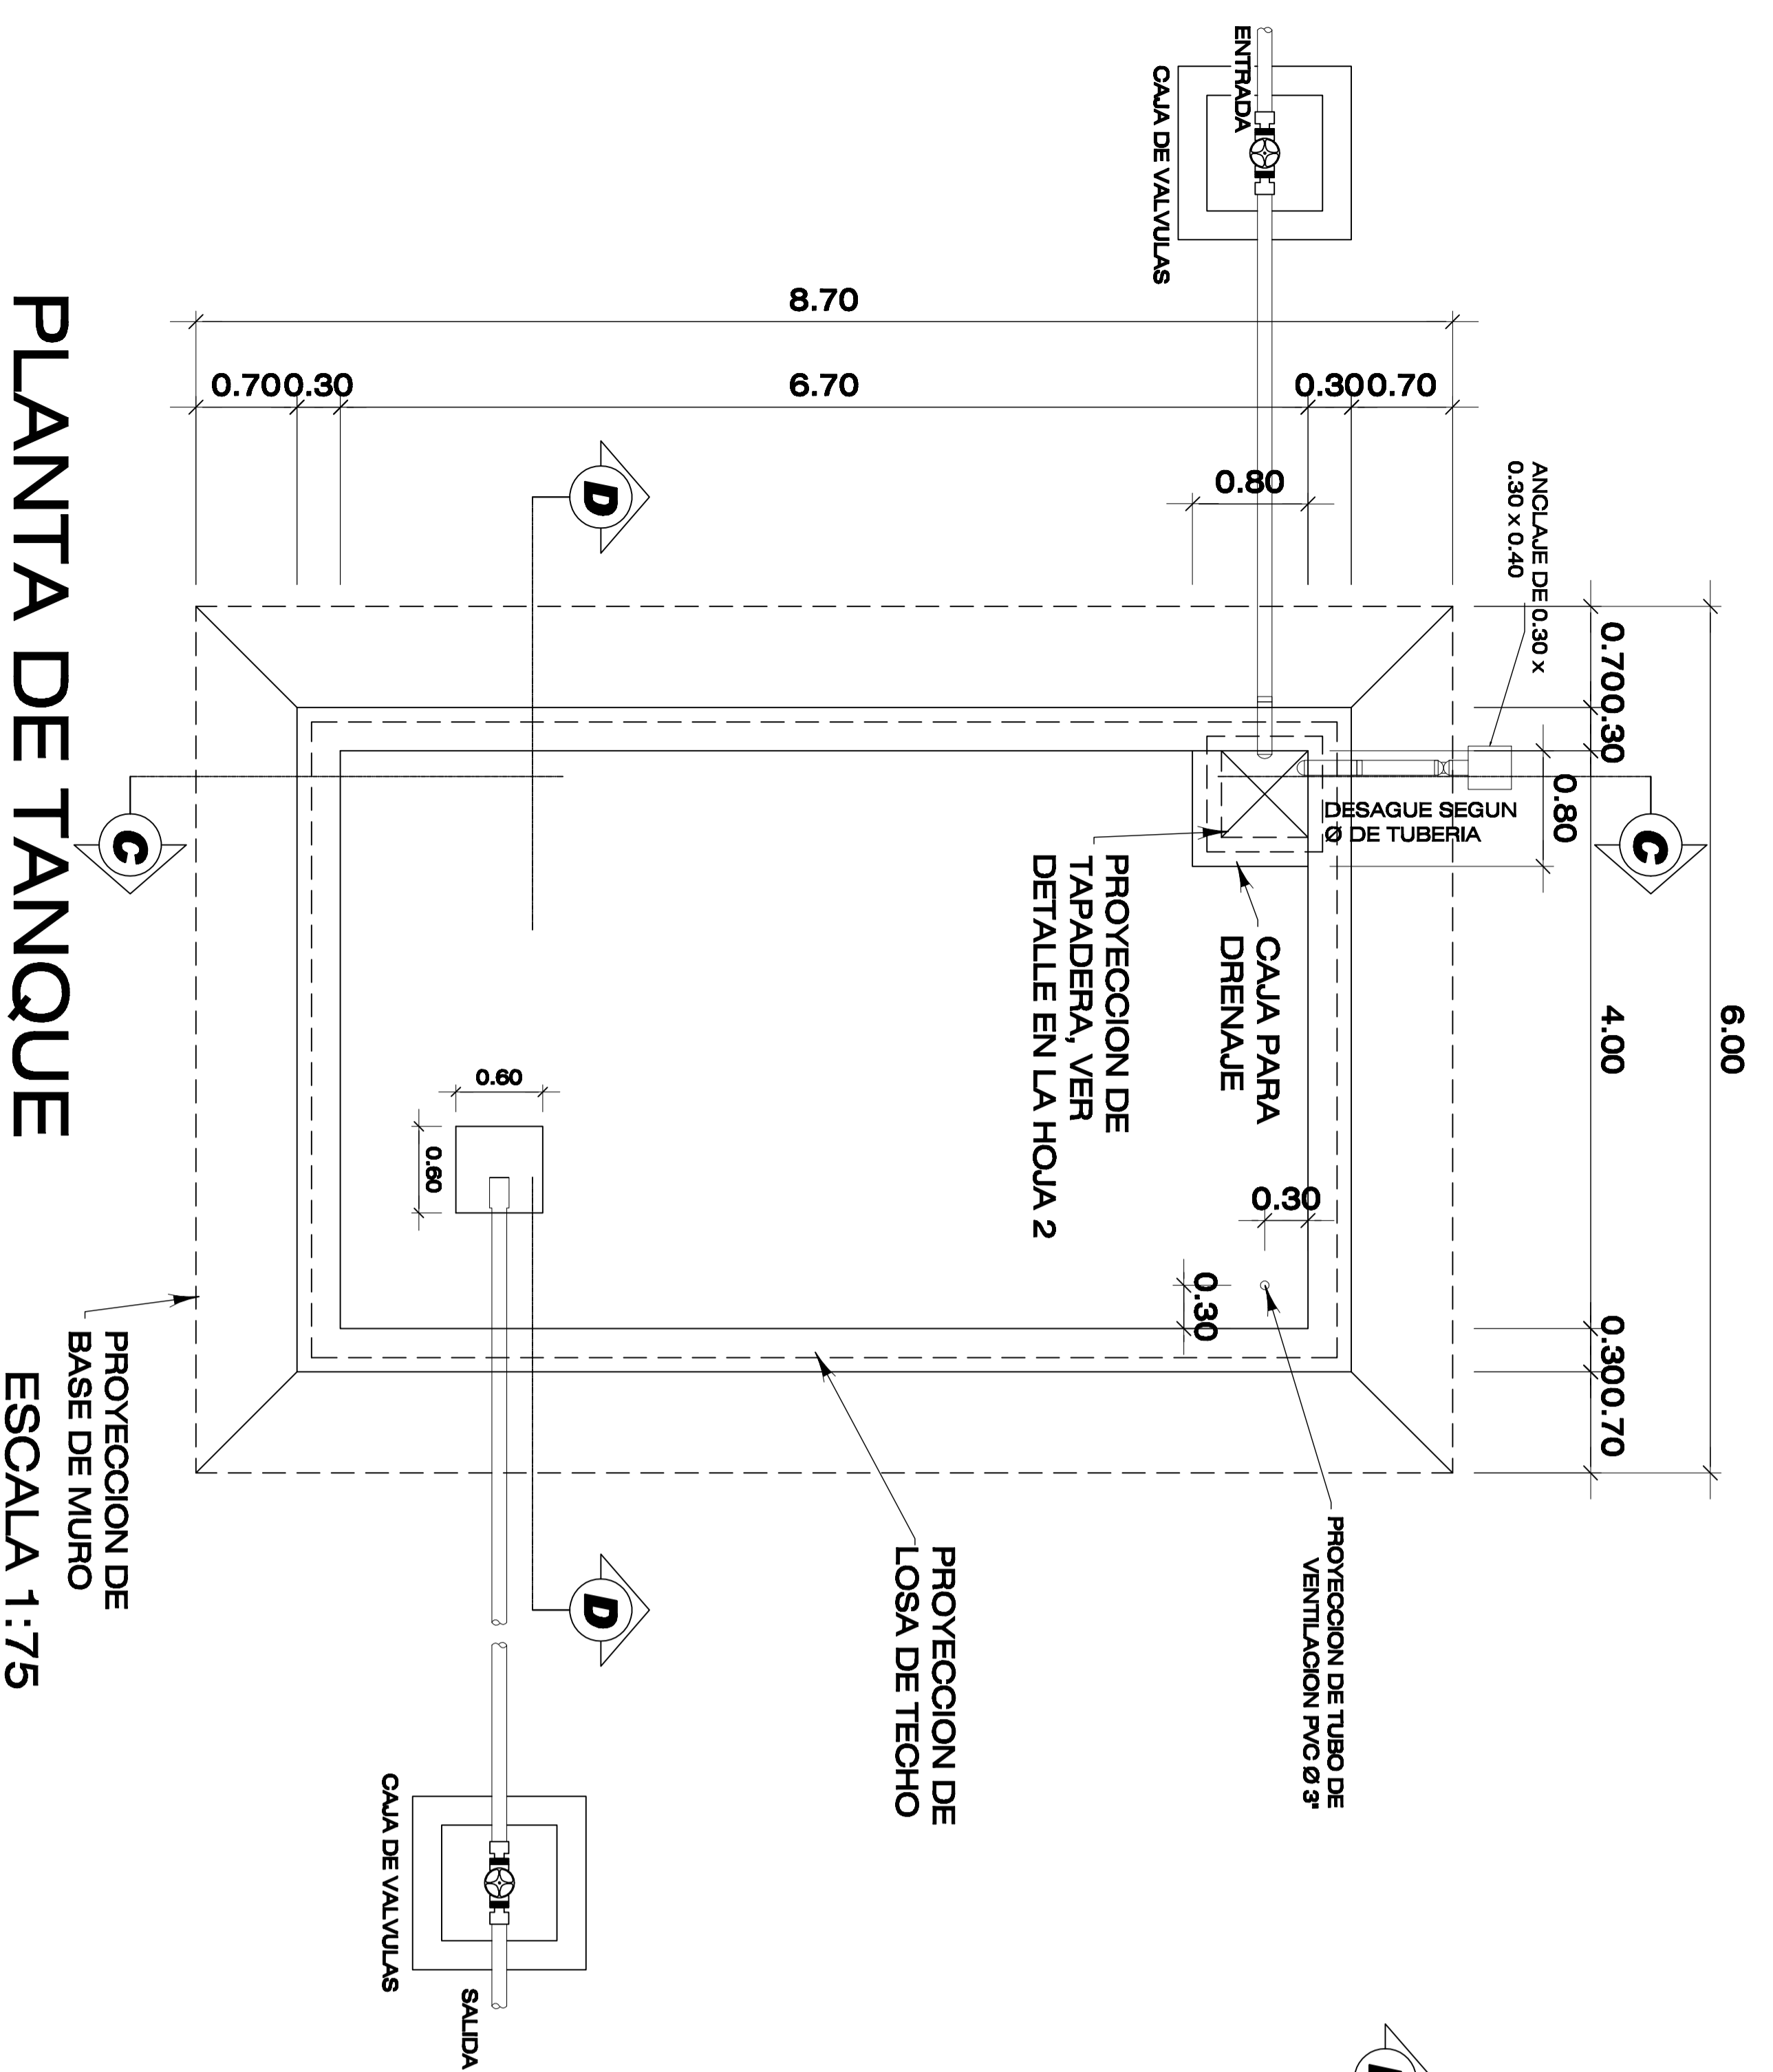 6.00
0.70
0.30
4.00
0.30
0.70
0.80
ANCLAJE DE 0.30 x
0.30 x 0.40
C
DESAGUE SEGUN
Ø DE TUBERIA
PROYECCION DE TUBO DE
VENTILACION PVC Ø 3"
ENTRADA
CAJA DE VALVULAS
8.70
0.70
0.30
6.70
0.30
0.70
0.80
CAJA PARA
DRENAJE
PROYECCION DE
TAPADERA, VER
DETALLE EN LA HOJA 2
0.30
0.30
PROYECCION DE
LOSA DE TECHO
D
D
0.60
0.60
CAJA DE VALVULAS
SALIDA
C
PROYECCION DE
BASE DE MURO
PLANTA DE TANQUE
ESCALA 1:75